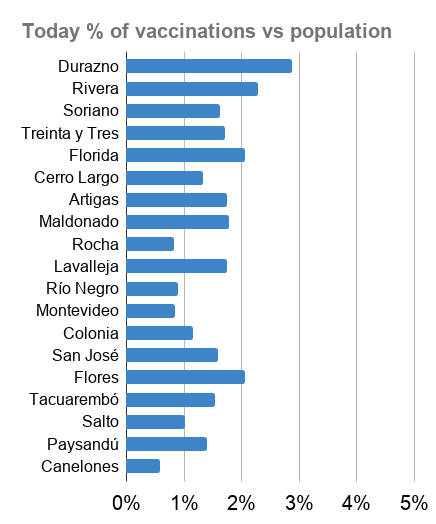 Today % of vaccinations vs population
Durazno
Rivera
Soriano
Treinta y Tres
Florida
Cerro Largo
Artigas
Maldonado
Rocha
Lavalleja
Río Negro
Montevideo
Colonia
San José
Flores
Tacuarembó
Salto
Paysandú
Canelones
0% 1% 2% 3% 4% 5%